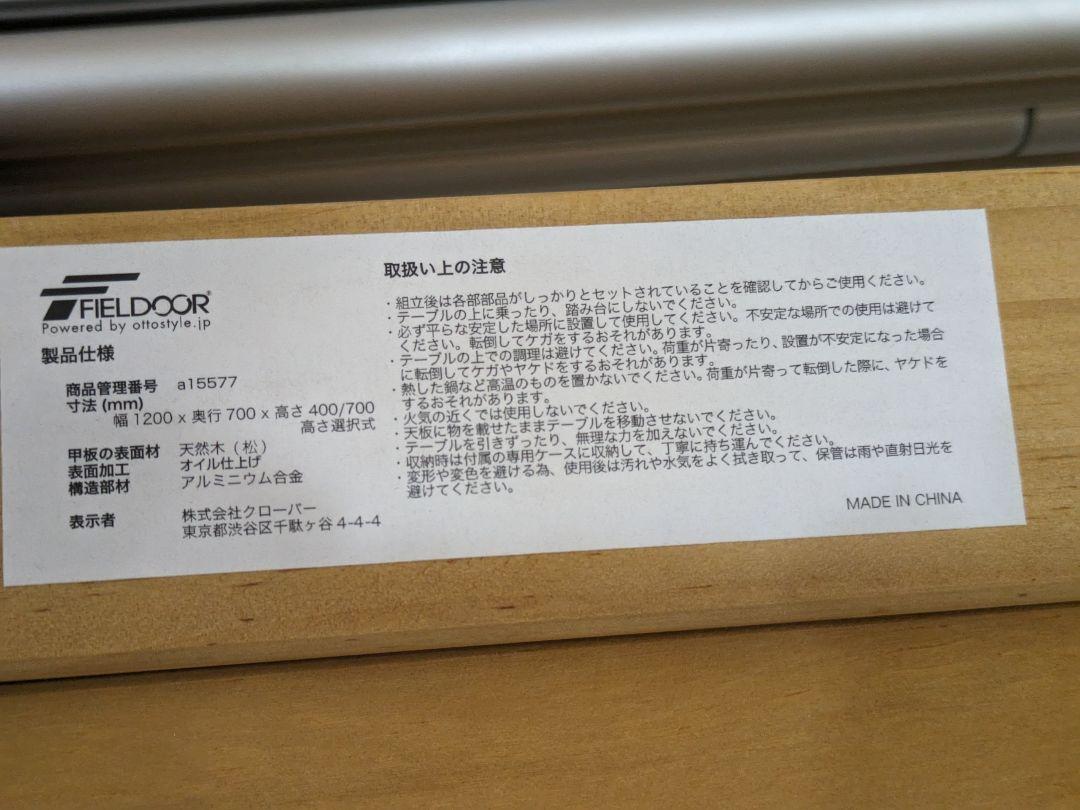 FIELDOOR®
Powered by ottostyle.jp
製品仕様
商品管理番号 a15577
寸法 (mm)
幅 1200 x 奥行 700 x 高さ 400/700
高さ選択式
甲板の表面材 天然木（松）
表面加工 オイル仕上げ
構造部材 アルミニウム合金
表示者 株式会社クローバー
東京都渋谷区千駄ヶ谷 4-4-4
取扱い上の注意
・組立後は各部部品がしっかりとセットされていることを確認してからご使用ください。
・テーブルの上に乗ったり、踏み台にしないでください。
・必ず平らな安定した場所に設置して使用してください。不安定な場所での使用は避けて
ください。転倒してケガをするおそれがあります。
・テーブルの上での調理は避けてください。荷重が片寄ったり、設置が不安定になった場合
に転倒してケガやヤケドをするおそれがあります。
・熱した鍋など高温のものを置かないでください。荷重が片寄って転倒した際に、ヤケドを
するおそれがあります。
・火気の近くでは使用しないでください。
・天板に物を載せたままテーブルを移動させないでください。
・テーブルを引きずったり、無理な力を加えないでください。
・収納時は付属の専用ケースに収納して、丁寧に持ち運んでください。
・変形や変色を避ける為、使用後は汚れや水気をよく拭き取って、保管は雨や直射日光を
避けてください。
MADE IN CHINA